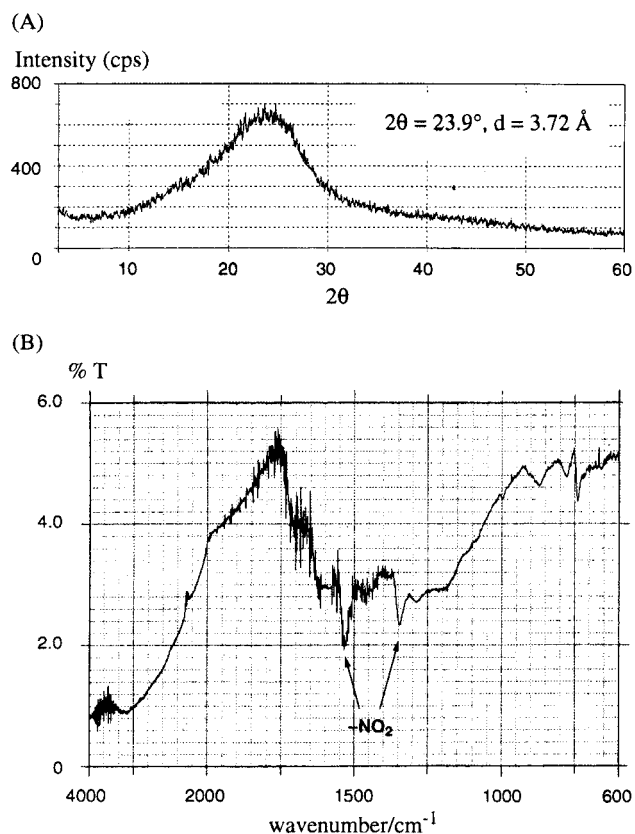 (A)
Intensity (cps)
800
2θ = 23.9°, d = 3.72 Å
400
0
10 20 30 40 50 60
2θ
(B)
% T
6.0
4.0
2.0
-NO₂
0
4000 2000 1500 1000 600
wavenumber/cm⁻¹